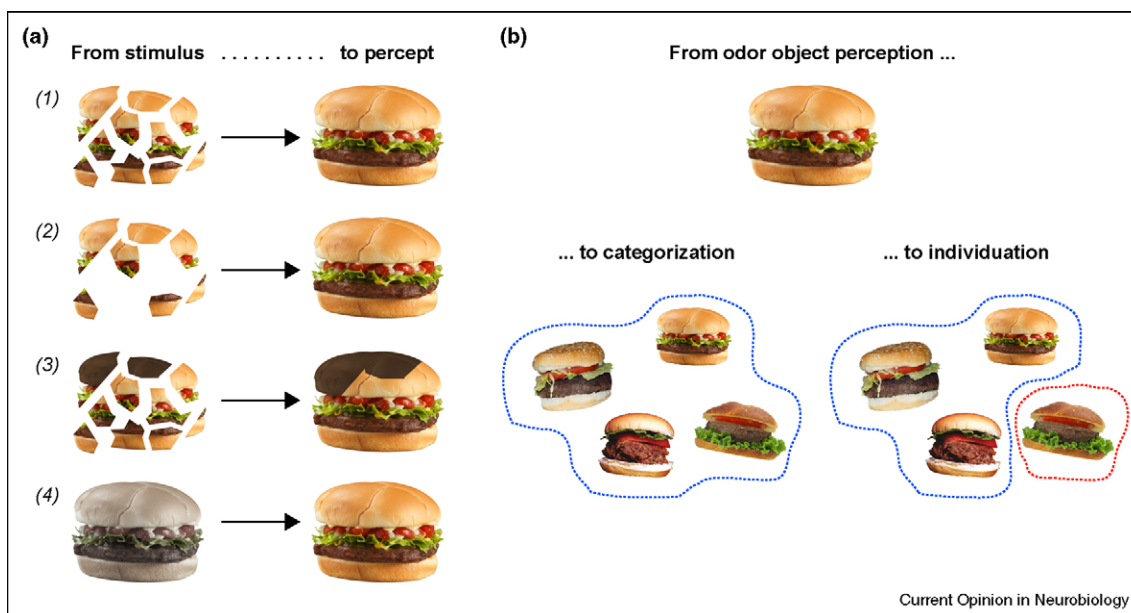 (a)
From stimulus . . . . . . . . . . to percept
(1)
(2)
(3)
(4)
(b)
From odor object perception ...
... to categorization
... to individuation
Current Opinion in Neurobiology